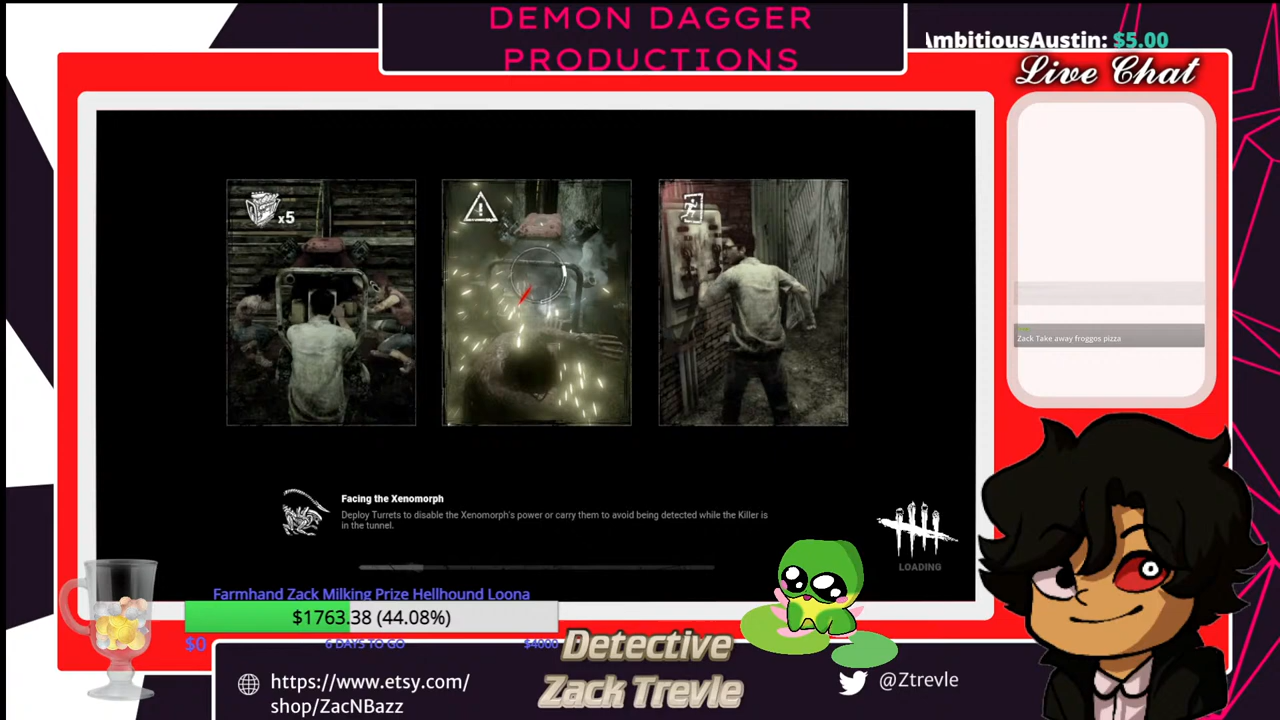 DEMON DAGGER
PRODUCTIONS
AmbitiousAustin: $5.00
Live Chat
x5
Zack Take away froggos pizza
Facing the Xenomorph
Deploy Turrets to disable the Xenomorph's power or carry them to avoid being detected while the Killer is
in the tunnel.
LOADING
Farmhand Zack Milking Prize Hellhound Loona
$1763.38 (44.08%)
$0
6 DAYS TO GO
$4000
Detective
Zack Trevle
https://www.etsy.com/
shop/ZacNBazz
@Ztrevle